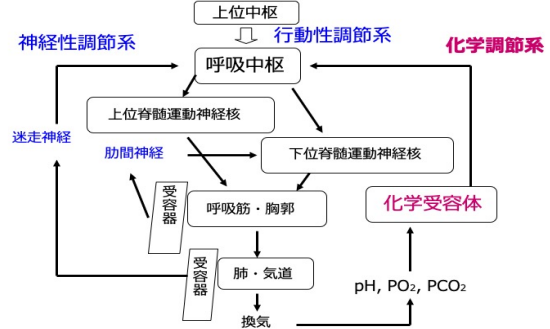 上位中枢
神経性調節系
行動性調節系
化学調節系
呼吸中枢
上位脊髄運動神経核
迷走神経
肋間神経
下位脊髄運動神経核
受容器
呼吸筋・胸郭
化学受容体
受容器
肺・気道
pH, PO₂, PCO₂
換気